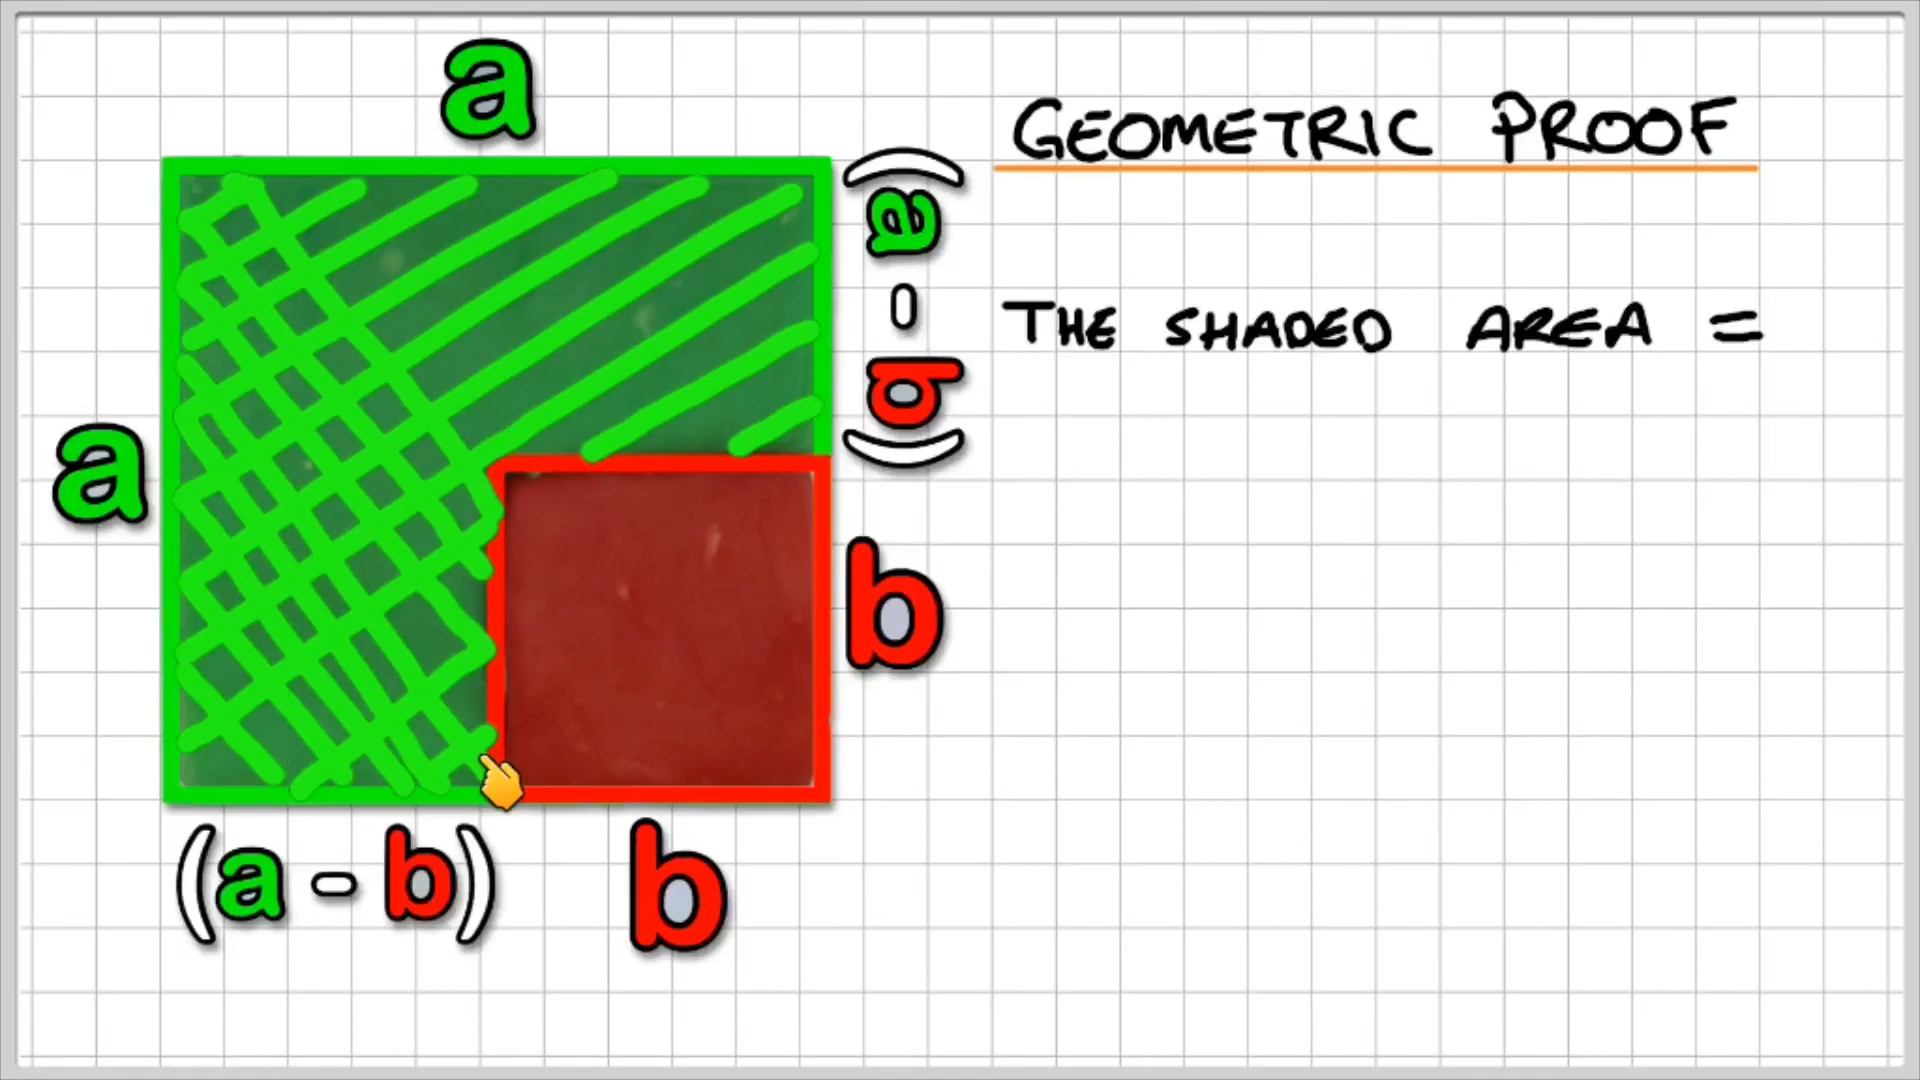 a
GEOMETRIC PROOF
(a - b)
THE SHADED AREA =
a
b
(a - b)
b